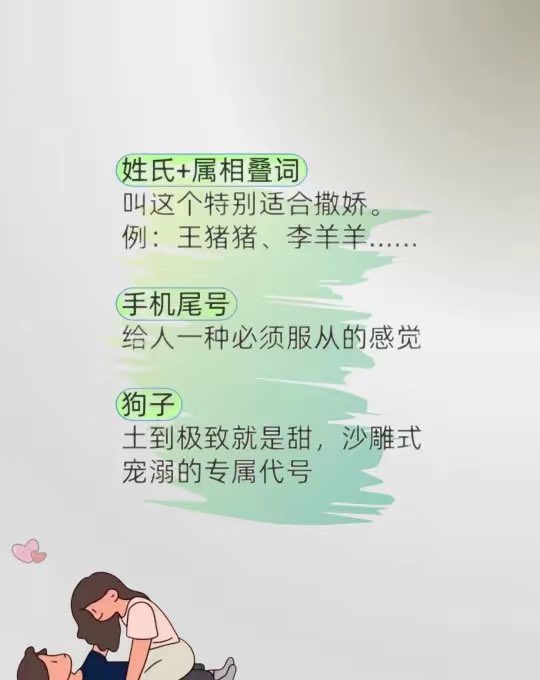 姓氏+属相叠词
叫这个特别适合撒娇。
例：王猪猪、李羊羊……
手机尾号
给人一种必须服从的感觉
狗子
土到极致就是甜，沙雕式
宠溺的专属代号